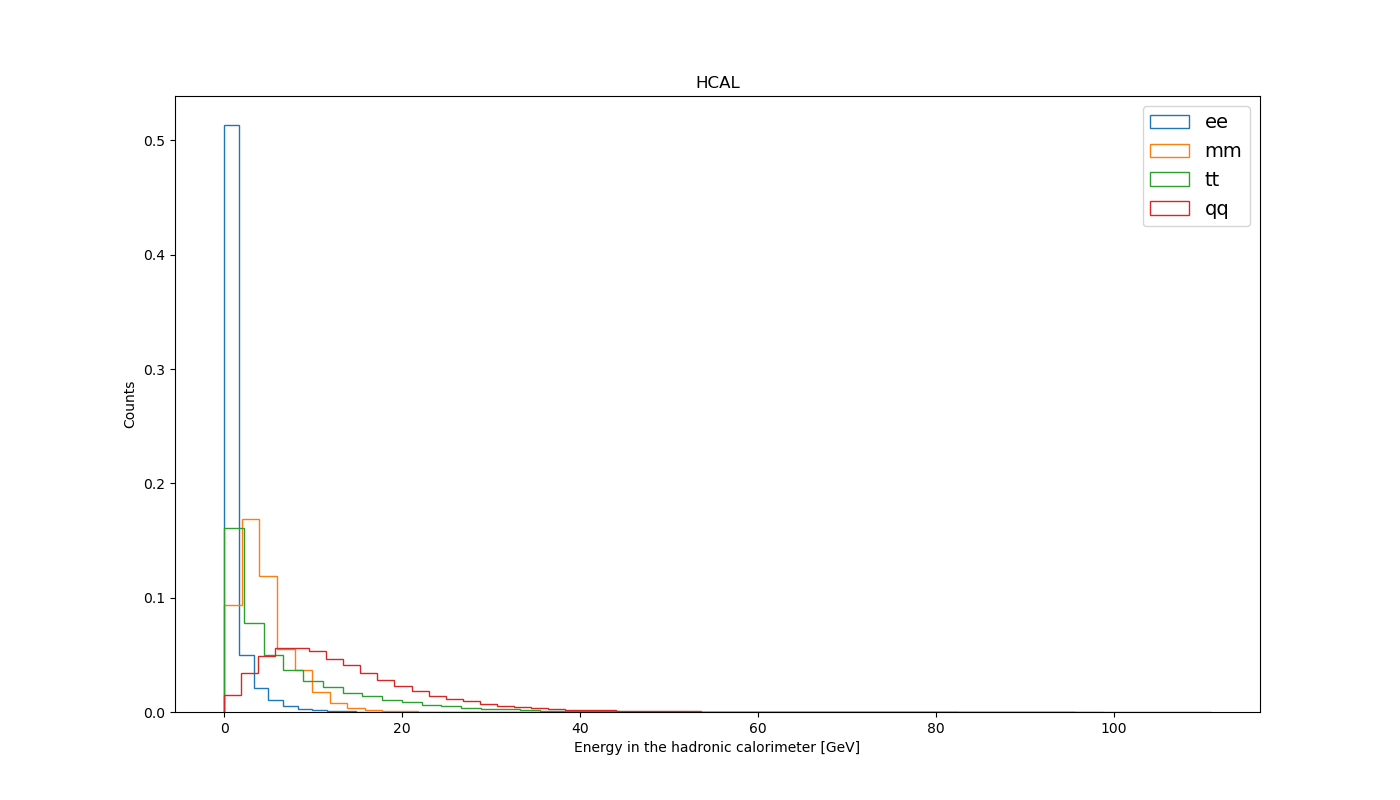 HCAL
ee
mm
tt
qq
0.5
0.4
0.3
0.2
0.1
0.0
Counts
0 20 40 60 80 100
Energy in the hadronic calorimeter [GeV]